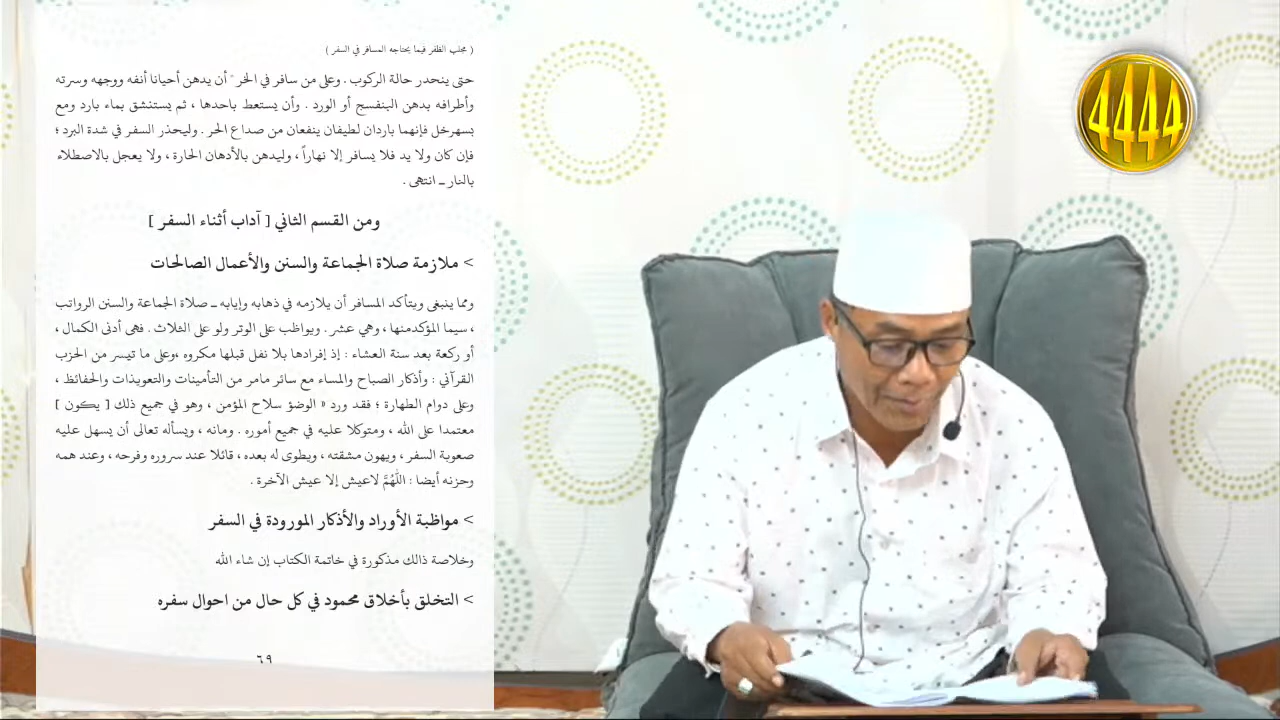 ( مجلب الظفر فيما يحتاجه المسافر في السفر )
حتى ينحدر حالة الركوب . وعلى من سافر في الحر أن يدهن أحيانا أنفه ووجهه وسرته
وأطرافه بدهن البنفسج أر الورد . وأن يستعط باحدها ، ثم يستنشق بماء بارد ومع
بسهرخل فإنهما باردان لطيفان ينفعان من صداع الحر . وليحذر السفر في شدة البرد ؛
فإن كان ولا يد فلا يسافر إلا نهاراً ، وليدهن بالأدهان الحارة ، ولا يعجل بالاصطلاء
بالنار ــ انتهى .
ومن القسم الثاني [ آداب أثناء السفر ]
> ملازمة صلاة الجماعة والسنن والأعمال الصالحات
ومما ينبغى ويتأكد المسافر أن يلازمه في ذهابه وإيابه ــ صلاة الجماعة والسنن الرواتب
، سيما المؤكدمنها ، وهي عشر . ويواظب على الوتر ولو على الثلاث . فهى أدنى الكمال ،
أو ركعة بعد سنة العشاء : إذ إفرادها بلا نفل قبلها مكروه ،وعلى ما تيسر من الحزب
القرآني : وأذكار الصباح والمساء مع سائر مامر من التأمينات والتعويذات والحفائظ ،
وعلى دوام الطهارة ؛ فقد ورد « الوضؤ سلاح المؤمن ، وهو في جميع ذلك [ يكون ]
معتمدا على الله ، ومتوكلا عليه في جميع أموره . ومانه ، ويسأله تعالى أن يسهل عليه
صعوبة السفر ، ويهون مشقته ، ويطوى له بعده ، قائلا عند سروره وفرحه ، وعند همه
وحزنه أيضا : اللَّهُمَّ لاعيش إلا عيش الآخرة .
> مواظبة الأوراد والأذكار المورودة في السفر
وخلاصة ذالك مذكورة في خاتمة الكتاب إن شاء الله
> التخلق بأخلاق محمود في كل حال من احوال سفره
٦٩
4444